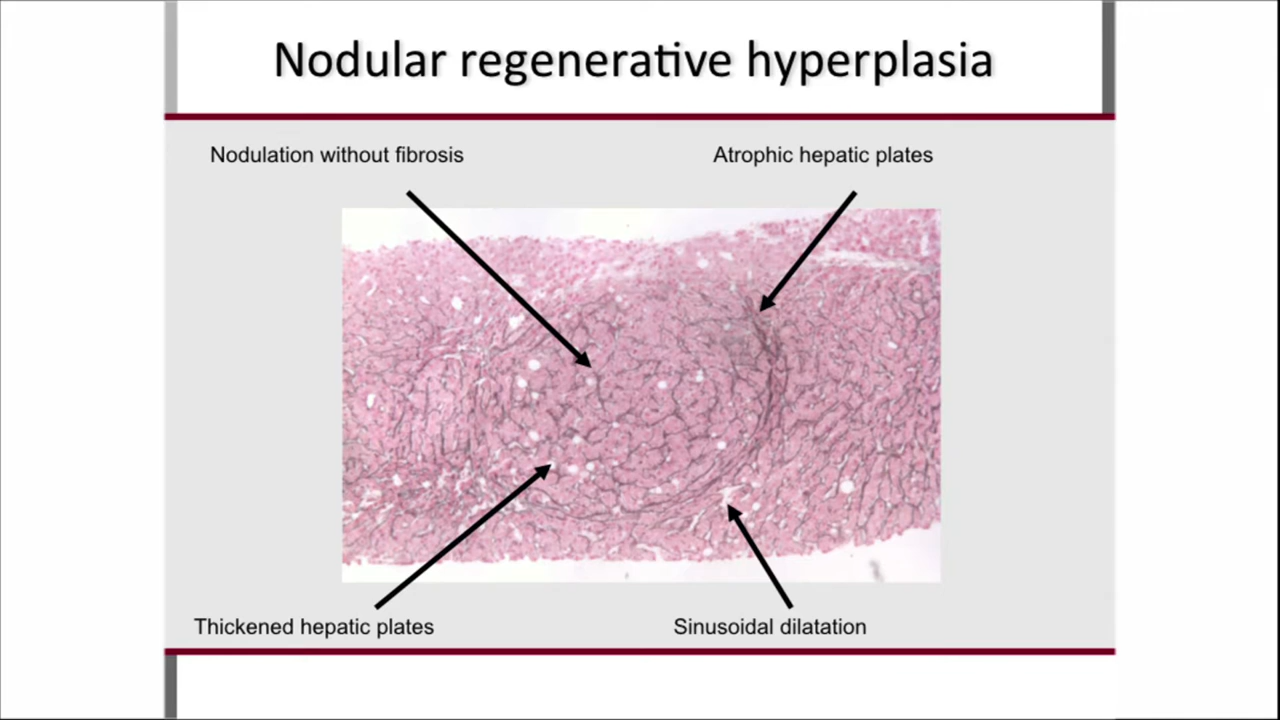 Nodular regenerative hyperplasia
Nodulation without fibrosis
Atrophic hepatic plates
Thickened hepatic plates
Sinusoidal dilatation